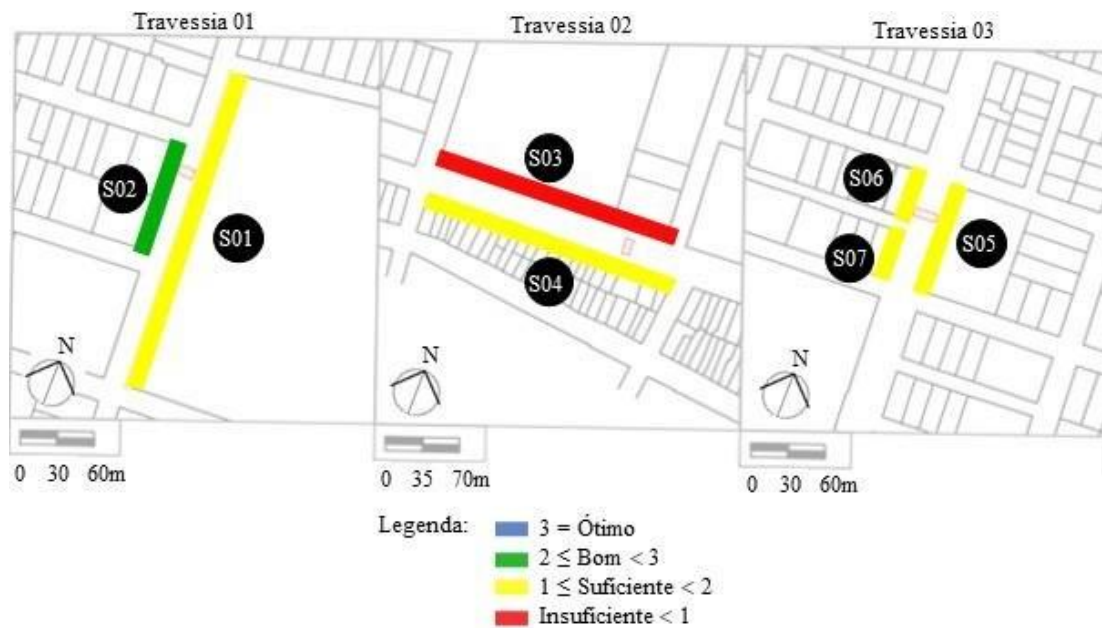 Travessia 01
Travessia 02
Travessia 03
S02
S01
N
0 30 60m
S03
S04
N
0 35 70m
S06
S07
S05
N
0 30 60m
Legenda:
3 = Ótimo
2 ≤ Bom < 3
1 ≤ Suficiente < 2
Insuficiente < 1